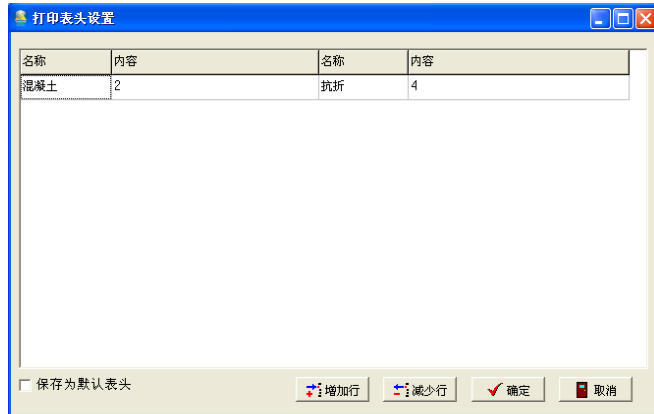 打印表头设置
名称 内容 名称 内容
混凝土 2 抗折 4
保存为默认表头 增加行 减少行 确定 取消